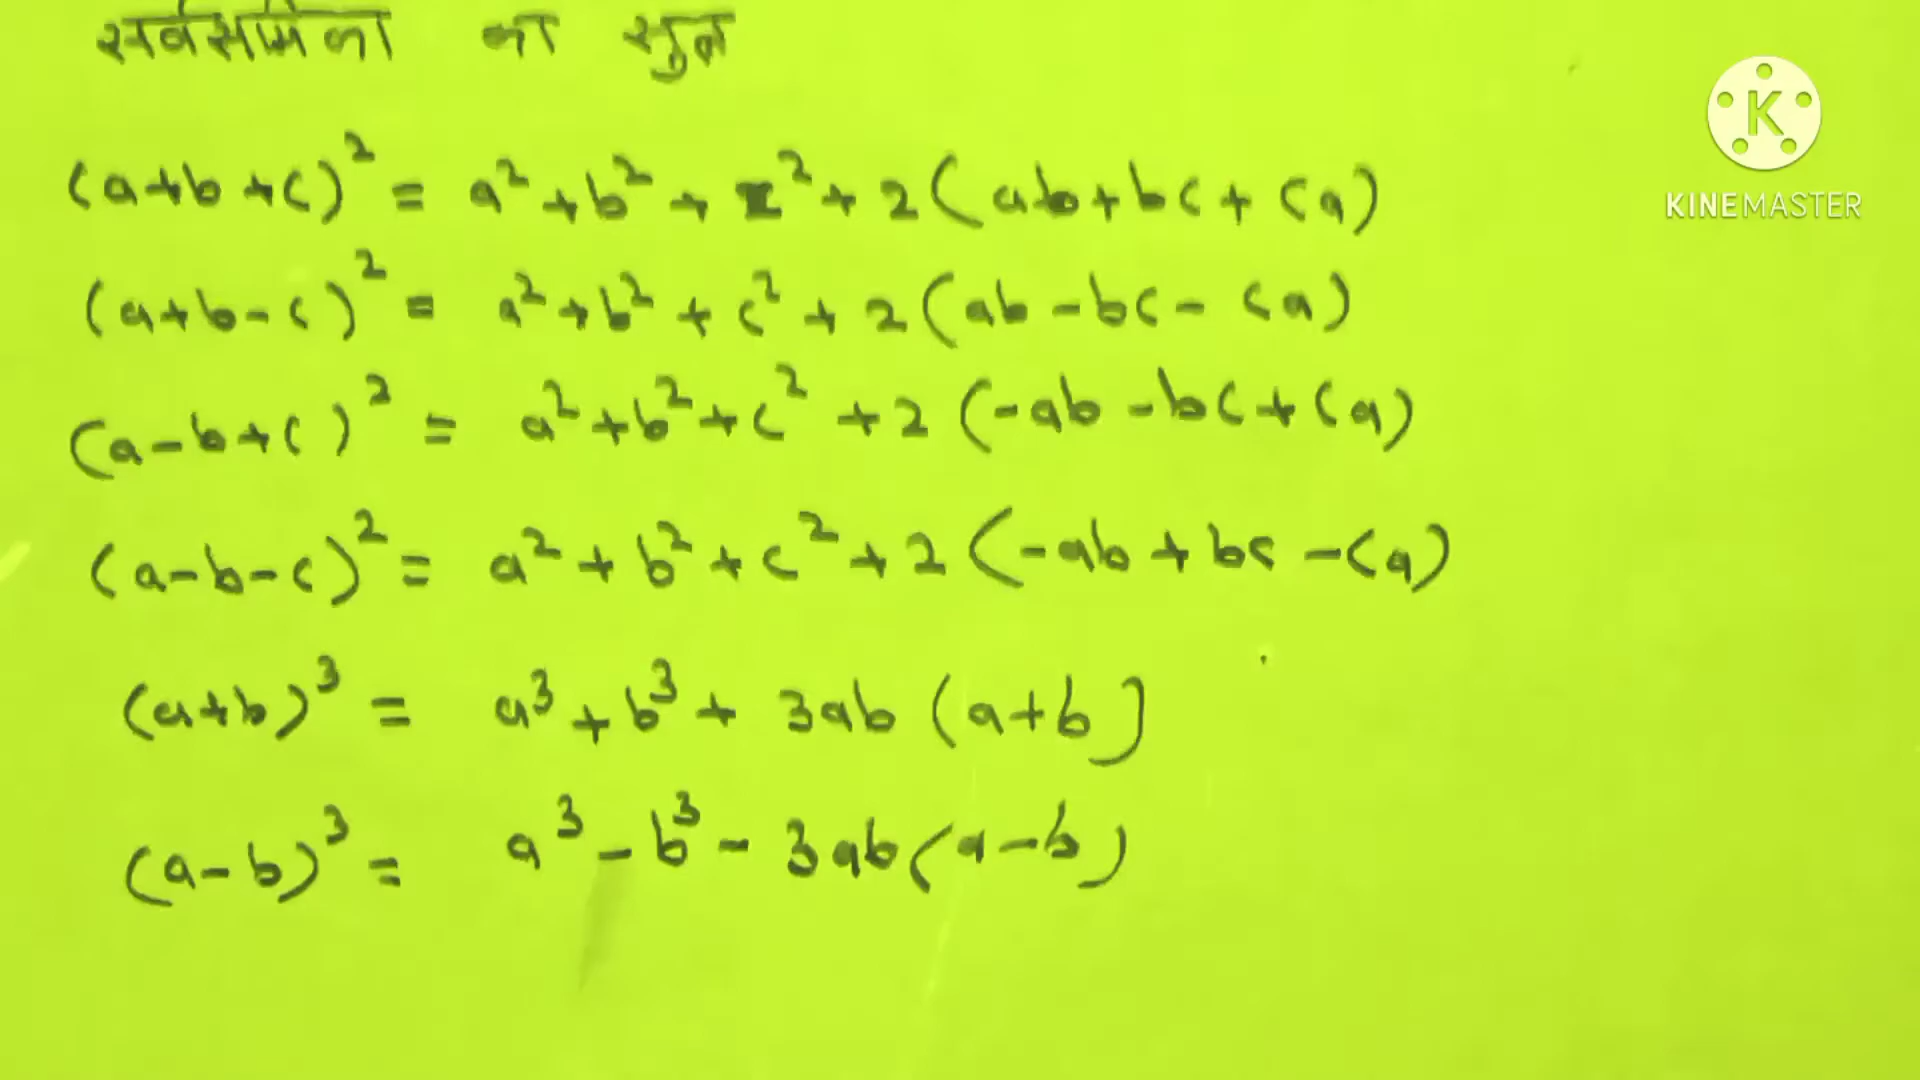 सर्वसमिका का सुत्र
(a+b+c)² = a²+b²+c²+2(ab+bc+ca)
K
KINEMASTER
(a+b-c)² = a²+b²+c²+2(ab-bc-ca)
(a-b+c)² = a²+b²+c²+2(-ab-bc+ca)
(a-b-c)² = a²+b²+c²+2(-ab+bc-ca)
(a+b)³ = a³+b³+3ab(a+b)
(a-b)³ = a³-b³-3ab(a-b)